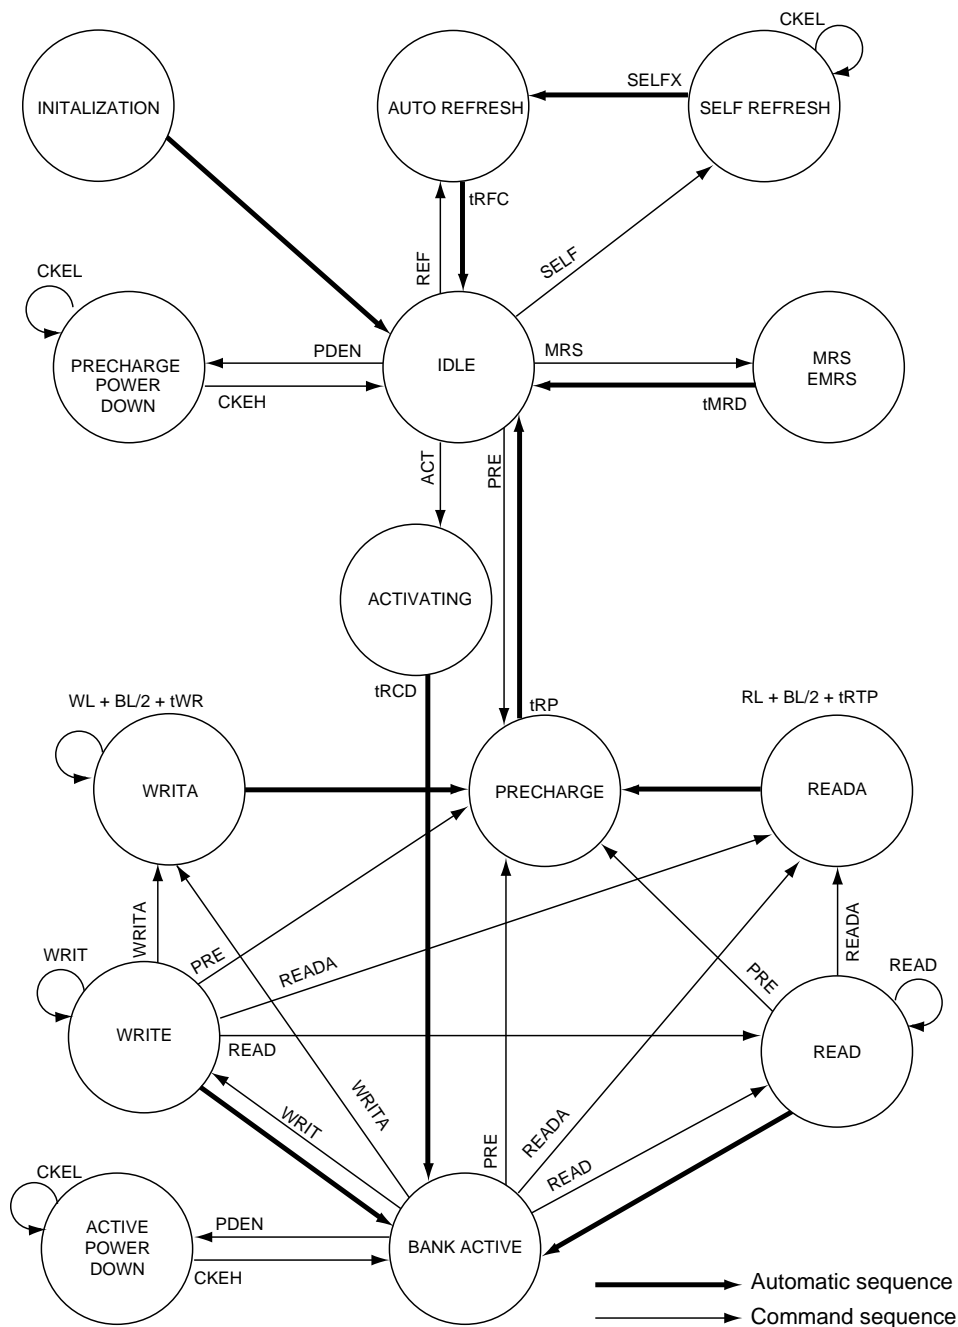 CKEL
SELFX
INITALIZATION
AUTO REFRESH
SELF REFRESH
tRFC
REF
SELF
CKEL
PDEN
IDLE
MRS
PRECHARGE
POWER
DOWN
MRS
EMRS
CKEH
tMRD
ACT
PRE
ACTIVATING
tRCD
WL + BL/2 + tWR
tRP
RL + BL/2 + tRTP
WRITA
PRECHARGE
READA
WRITA
PRE
READA
READA
WRIT
PRE
READ
WRITE
READ
READ
WRITA
WRIT
PRE
READA
READ
CKEL
ACTIVE
POWER
DOWN
PDEN
BANK ACTIVE
CKEH
Automatic sequence
Command sequence